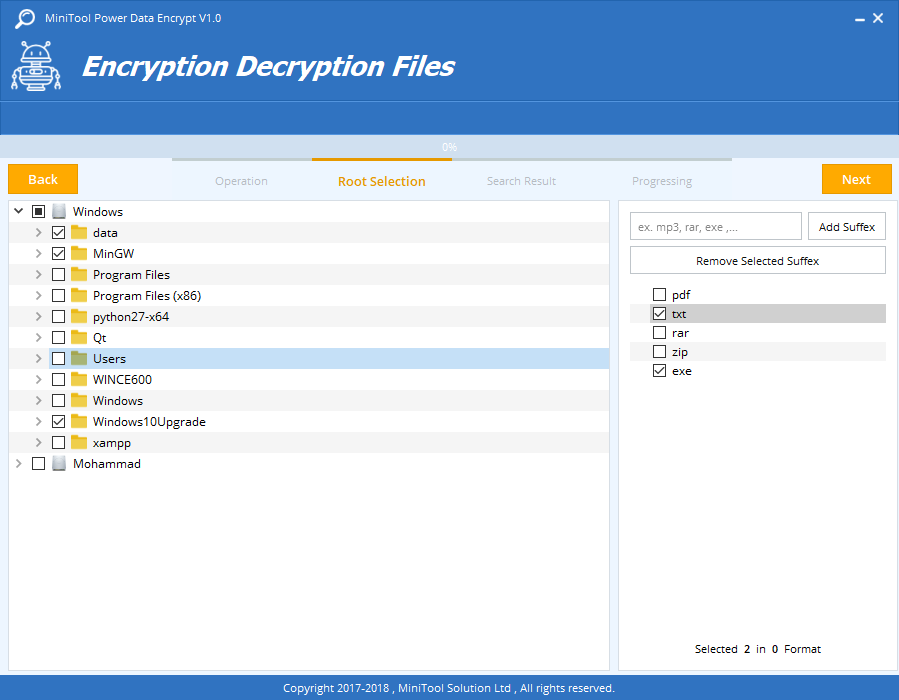 MiniTool Power Data Encrypt V1.0
Encryption Decryption Files
0%
Back
Operation
Root Selection
Search Result
Progressing
Next
Windows
data
MinGW
Program Files
Program Files (x86)
python27-x64
Qt
Users
WINCE600
Windows
Windows10Upgrade
xampp
Mohammad
ex. mp3, rar, exe ,...
Add Suffex
Remove Selected Suffex
pdf
txt
rar
zip
exe
Selected 2 in 0 Format
Copyright 2017-2018 , MiniTool Solution Ltd , All rights reserved.